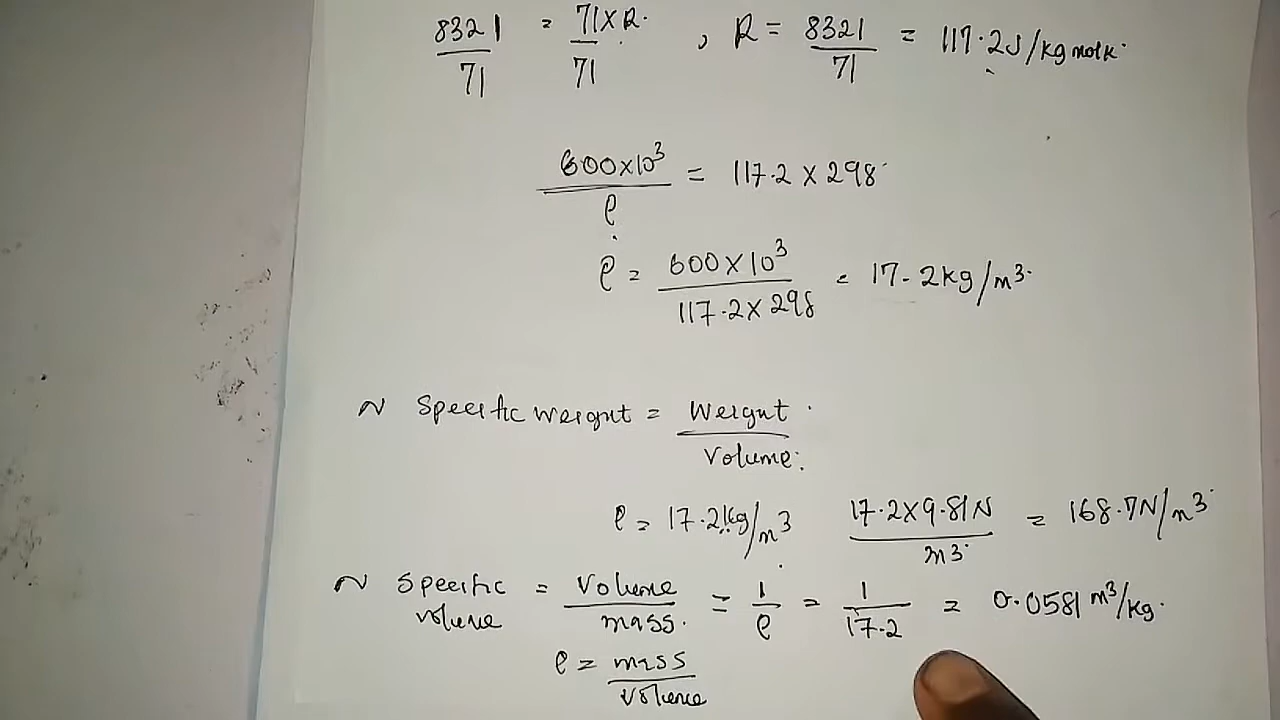 8321/71 = 71×R/71 , R = 8321/71 = 117.2J/kgmolK
600×10³/ρ = 117.2 × 298
ρ = 600×10³/117.2×298 = 17.2kg/m³
~ Specific weight = weight/volume
ρ = 17.2kg/m³ 17.2×9.81N/m³ = 168.7N/m³
~ Specific volume = volume/mass = 1/ρ = 1/17.2 = 0.0581 m³/kg
ρ = mass/volume